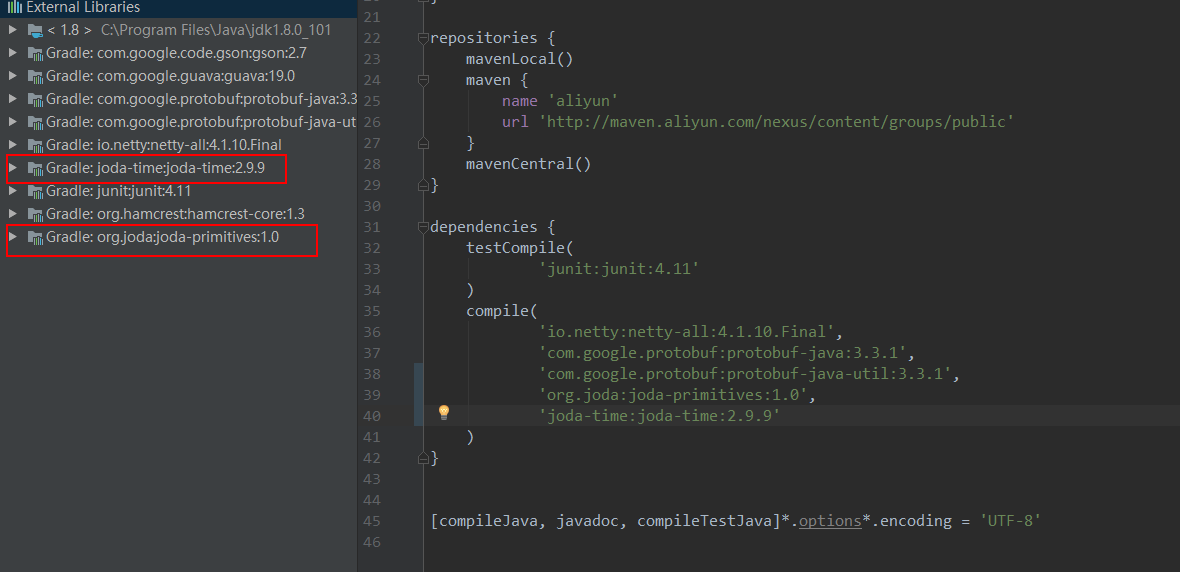 External Libraries
< 1.8 > C:\Program Files\Java\jdk1.8.0_101
Gradle: com.google.code.gson:gson:2.7
Gradle: com.google.guava:guava:19.0
Gradle: com.google.protobuf:protobuf-java:3.3
Gradle: com.google.protobuf:protobuf-java-ut
Gradle: io.netty:netty-all:4.1.10.Final
Gradle: joda-time:joda-time:2.9.9
Gradle: junit:junit:4.11
Gradle: org.hamcrest:hamcrest-core:1.3
Gradle: org.joda:joda-primitives:1.0
21
22 repositories {
23 mavenLocal()
24 maven {
25 name 'aliyun'
26 url 'http://maven.aliyun.com/nexus/content/groups/public'
27 }
28 mavenCentral()
29 }
30
31 dependencies {
32 testCompile(
33 'junit:junit:4.11'
34 )
35 compile(
36 'io.netty:netty-all:4.1.10.Final',
37 'com.google.protobuf:protobuf-java:3.3.1',
38 'com.google.protobuf:protobuf-java-util:3.3.1',
39 'org.joda:joda-primitives:1.0',
40 'joda-time:joda-time:2.9.9'
41 )
42 }
43
44
45 [compileJava, javadoc, compileTestJava]*.options*.encoding = 'UTF-8'
46